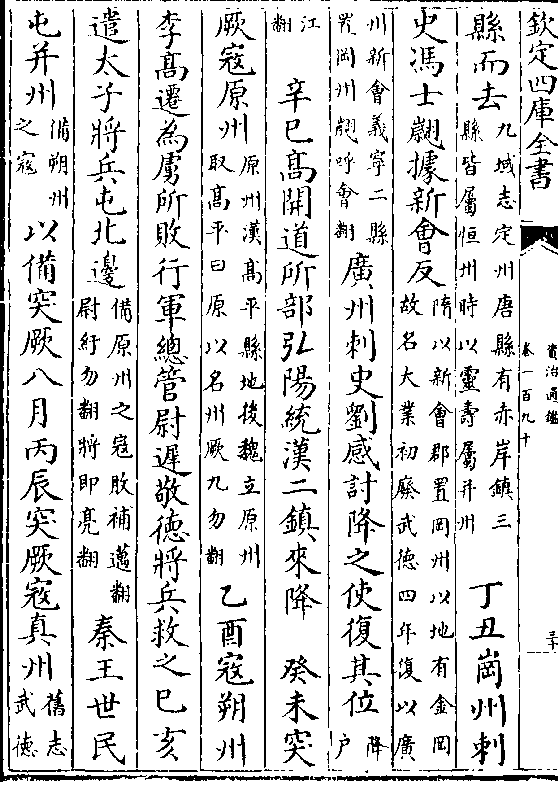 欽定四庫全書
資治通鑑
卷一百九十
三十
縣而去九域志定州唐縣有赤岸鎮三縣皆屬恒州時以靈壽屬并州 丁丑崗州刺
史馮士翽據新會反隋以新會郡置岡州以地有金岡故名大業初廢武德四年復以廣
州新會義寧二縣置岡州翽呼會翻廣州刺史劉感討降之使復其位降戶
江翻 辛巳高開道所部弘陽統漢二鎮來降 癸未突
厥寇原州原州漢高平縣地後魏立原州取高平曰原以名州厥九勿翻 乙酉寇朔州
李高遷為虜所敗行軍總管尉遲敬德將兵救之己亥
遣太子將兵屯北邊備原州之寇敗補邁翻尉紆勿翻將即亮翻 秦王世民
屯并州備朔州之寇以備突厥八月丙辰突厥寇真州舊志武德